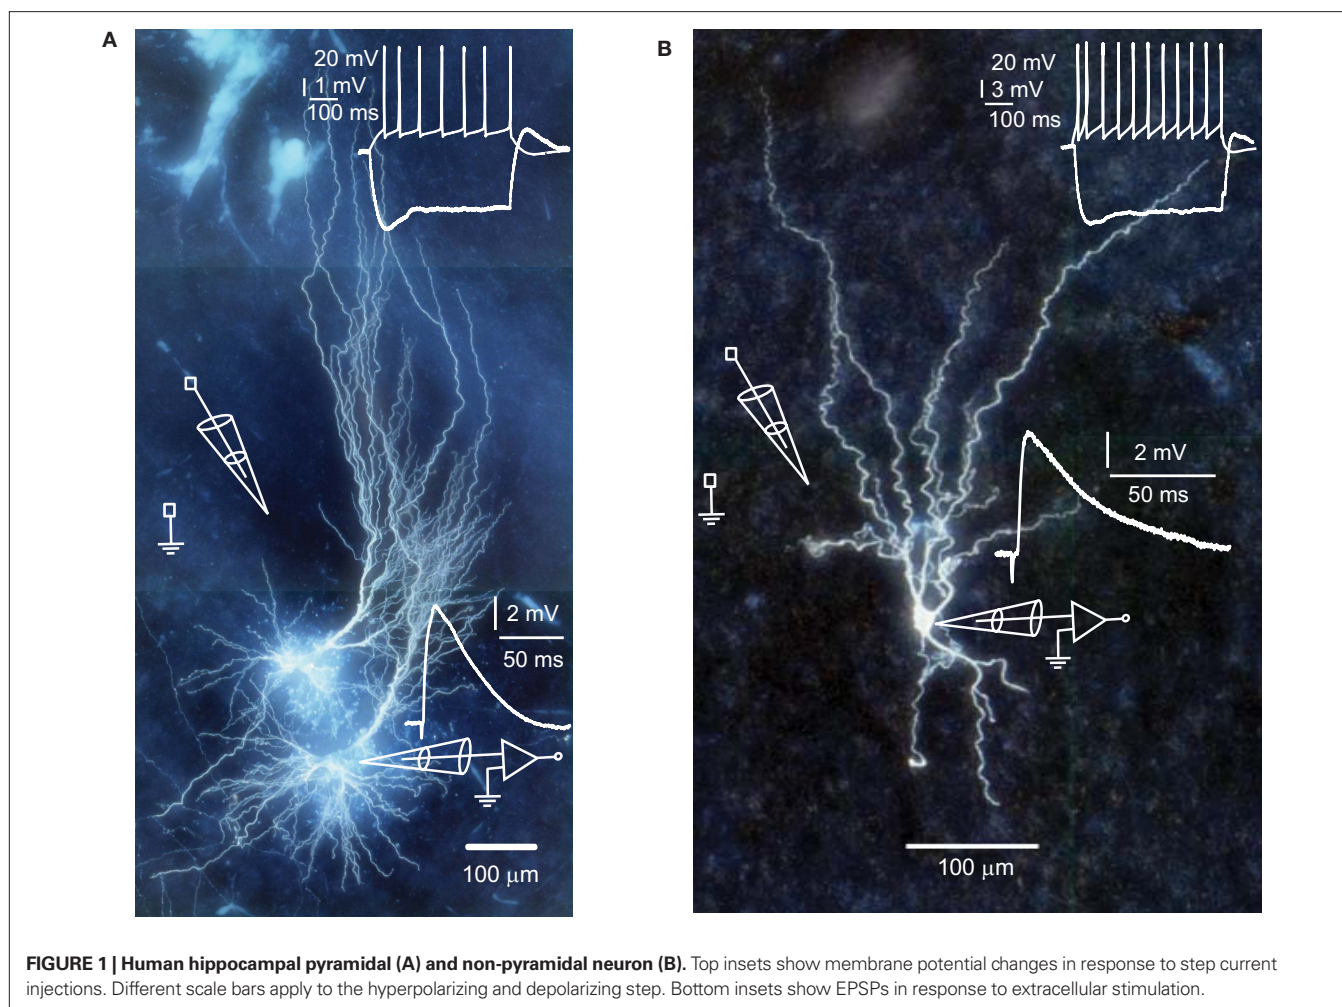 A
20 mV
1 mV
100 ms
2 mV
50 ms
100 μm
B
20 mV
3 mV
100 ms
2 mV
50 ms
100 μm
FIGURE 1 | Human hippocampal pyramidal (A) and non-pyramidal neuron (B). Top insets show membrane potential changes in response to step current
injections. Different scale bars apply to the hyperpolarizing and depolarizing step. Bottom insets show EPSPs in response to extracellular stimulation.